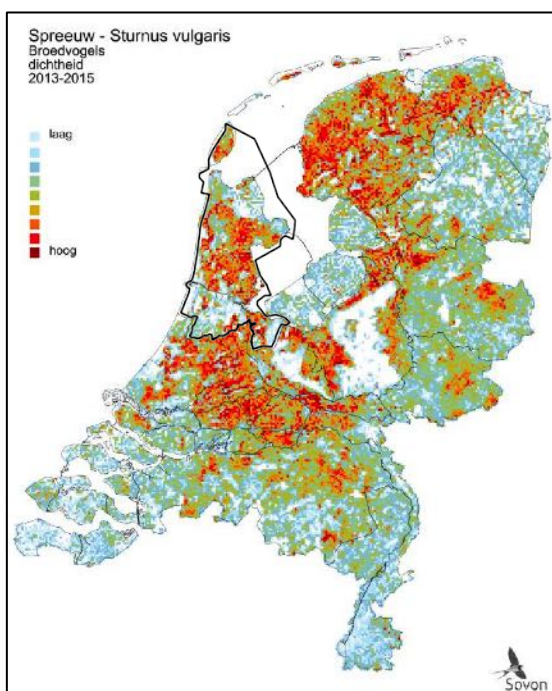 Spreeuw - Sturnus vulgaris
Broedvogels
dichtheid
2013-2015
laag
hoog
Sovon